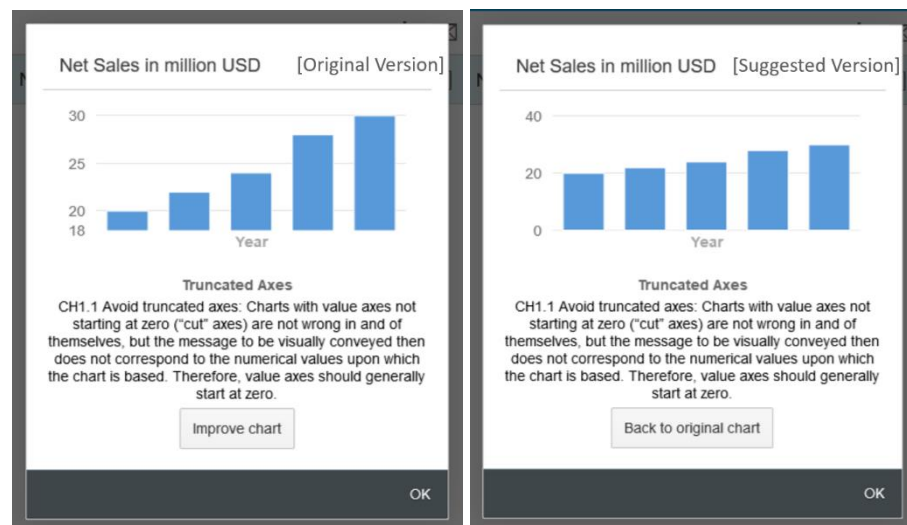 Net Sales in million USD [Original Version]
30
25
20
18
Year
Truncated Axes
CH1.1 Avoid truncated axes: Charts with value axes not
starting at zero (“cut” axes) are not wrong in and of
themselves, but the message to be visually conveyed then
does not correspond to the numerical values upon which
the chart is based. Therefore, value axes should generally
start at zero.
Improve chart
OK
Net Sales in million USD [Suggested Version]
40
20
0
Year
Truncated Axes
CH1.1 Avoid truncated axes: Charts with value axes not
starting at zero (“cut” axes) are not wrong in and of
themselves, but the message to be visually conveyed then
does not correspond to the numerical values upon which
the chart is based. Therefore, value axes should generally
start at zero.
Back to original chart
OK